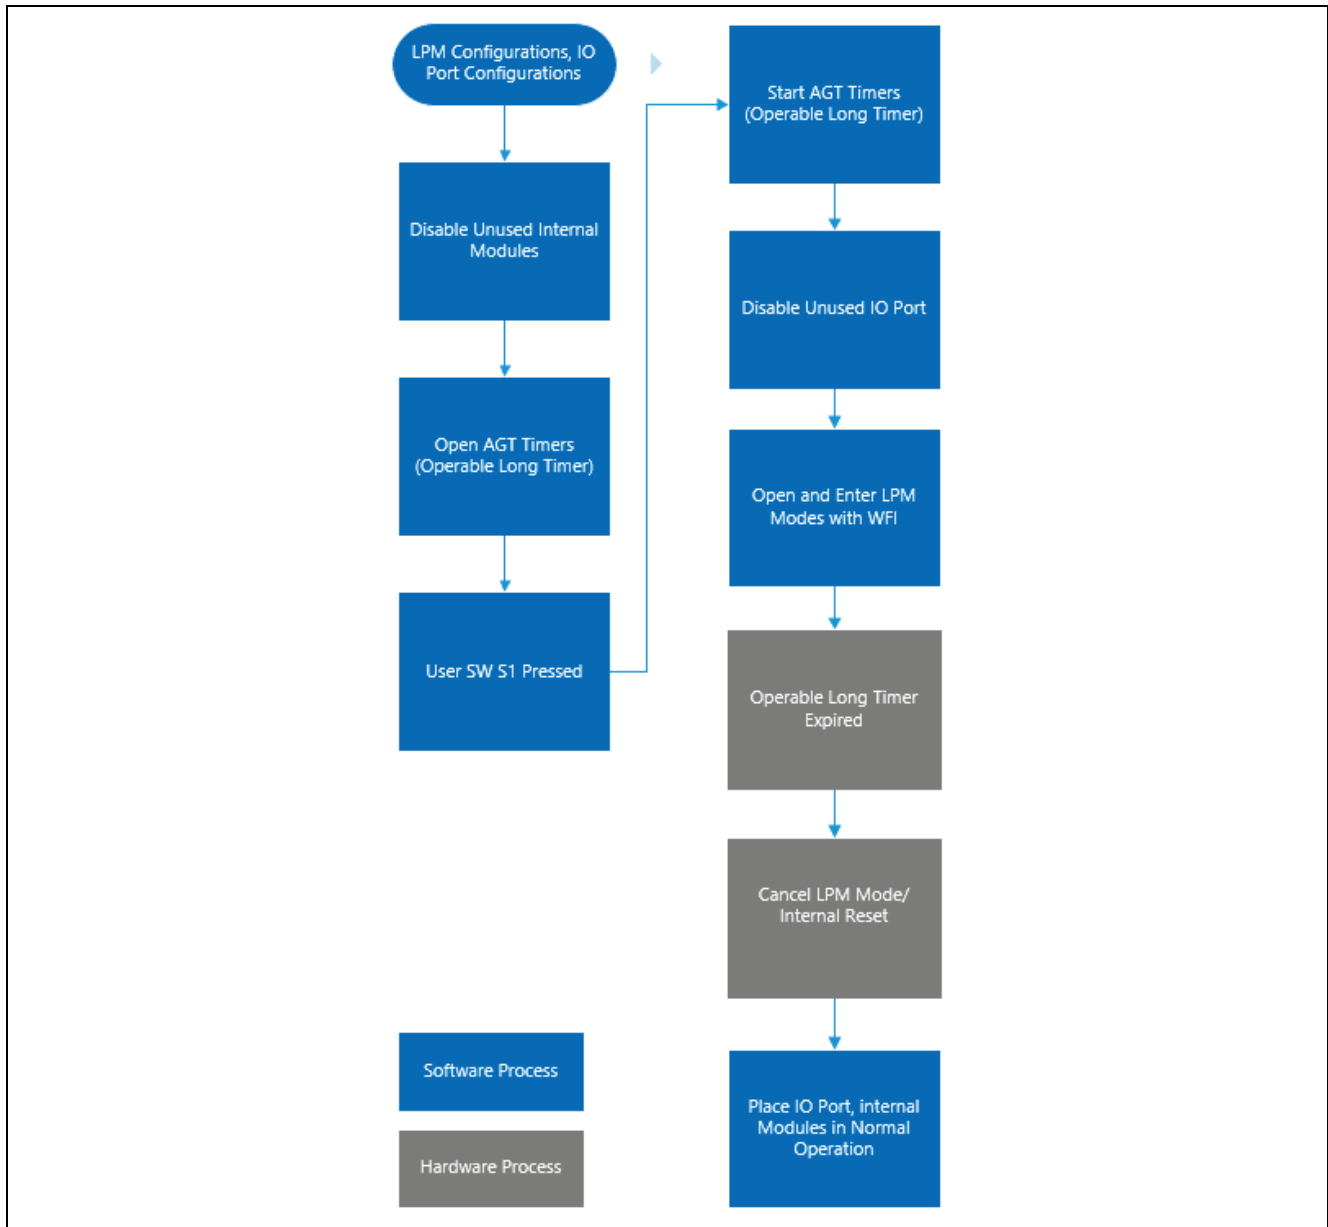 LPM Configurations, IO
Port Configurations
Disable Unused Internal
Modules
Open AGT Timers
(Operable Long Timer)
User SW S1 Pressed
Start AGT Timers
(Operable Long Timer)
Disable Unused IO Port
Open and Enter LPM
Modes with WFI
Operable Long Timer
Expired
Cancel LPM Mode/
Internal Reset
Place IO Port, internal
Modules in Normal
Operation
Software Process
Hardware Process